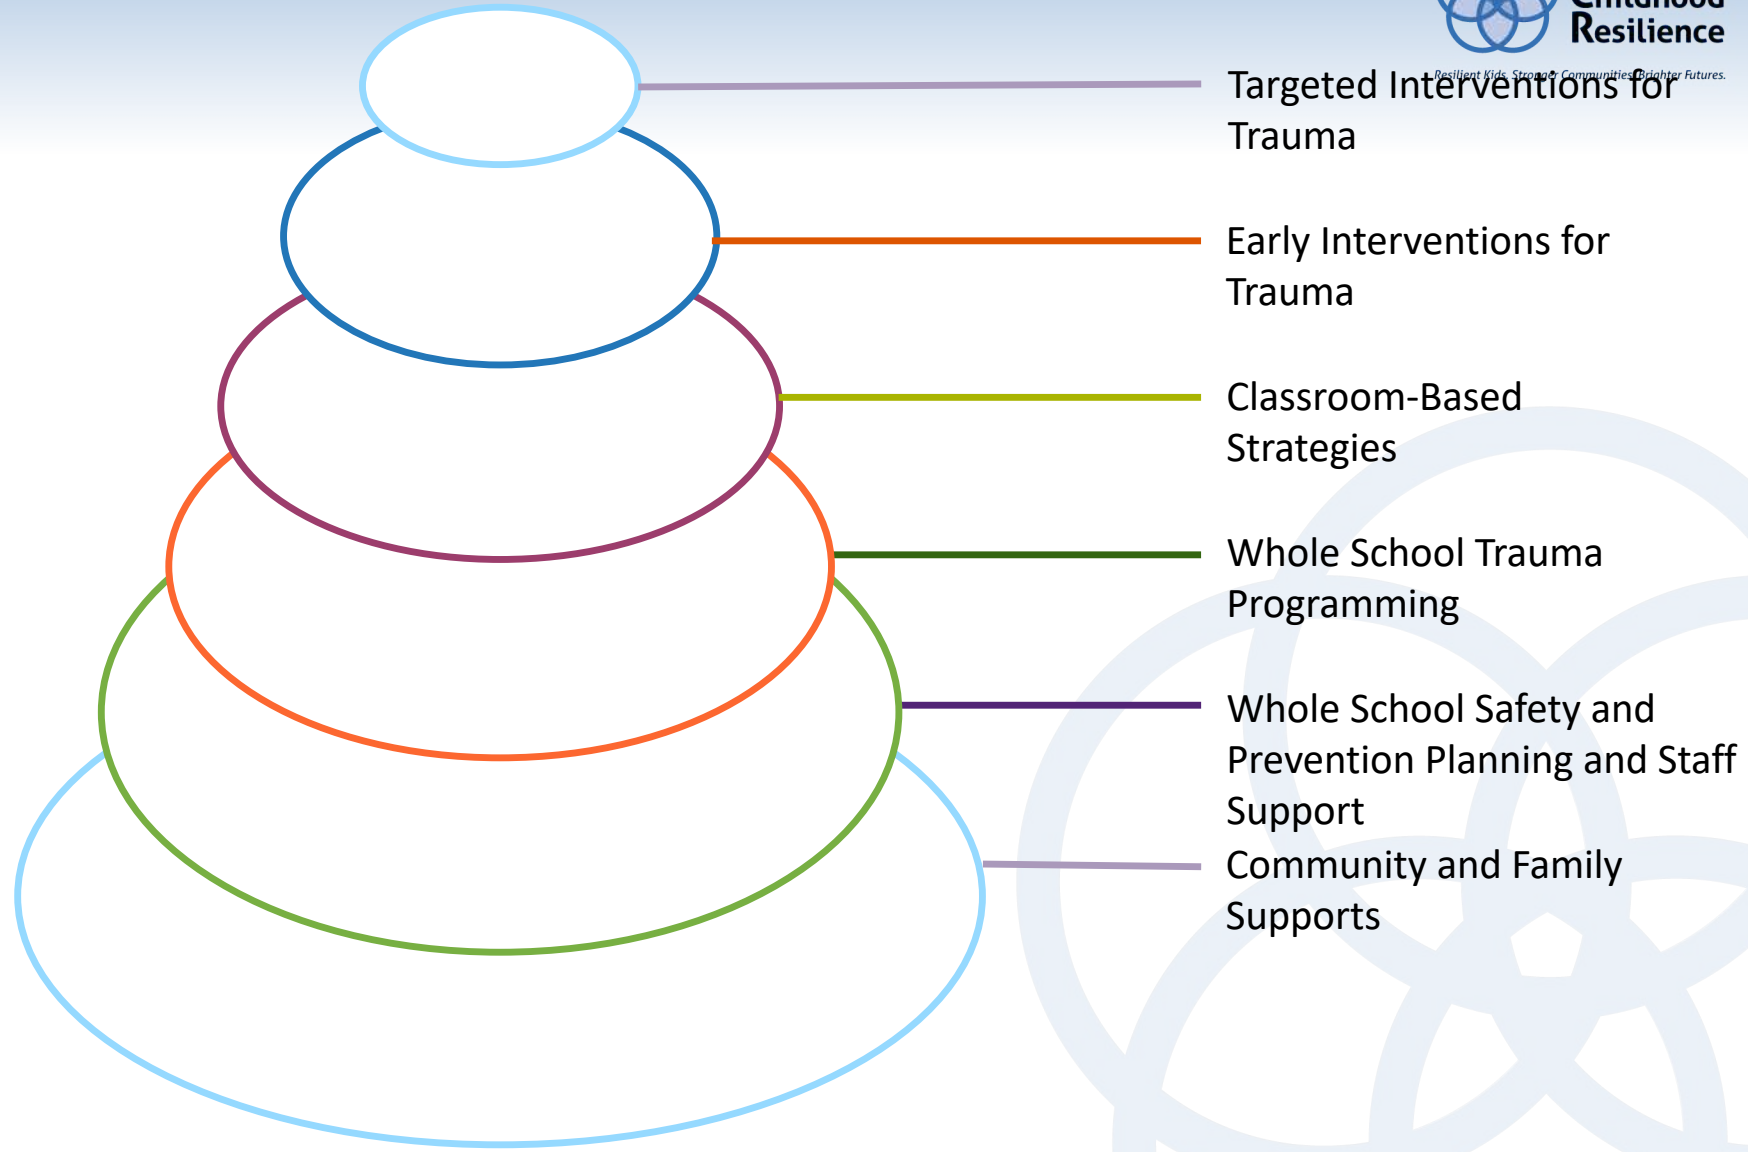 Childhood
Resilience
Resilient Kids. Stronger Communities. Brighter Futures.
Targeted Interventions for
Trauma
Early Interventions for
Trauma
Classroom-Based
Strategies
Whole School Trauma
Programming
Whole School Safety and
Prevention Planning and Staff
Support
Community and Family
Supports